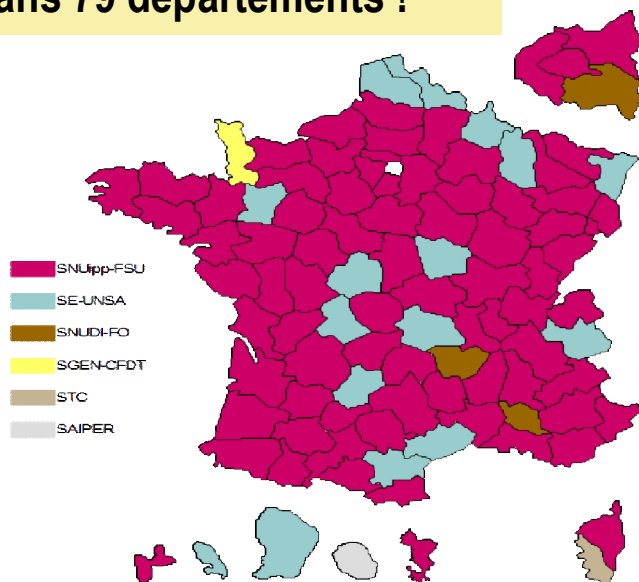 ans 79 départements !
SNUipp-FSU
SE-UNSA
SNUDI-FO
SGEN-CFDT
STC
SAIPER